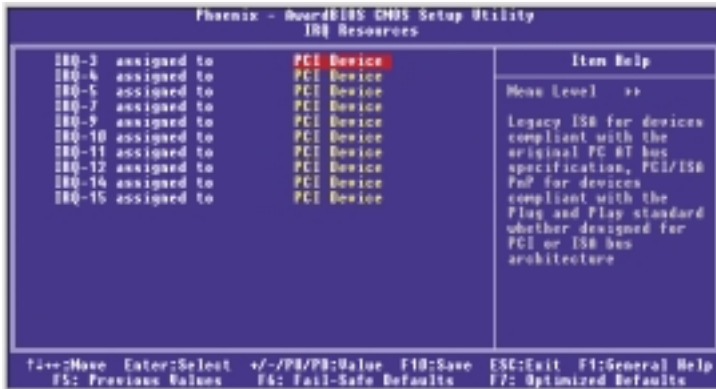 Phoenix - AwardBIOS CMOS Setup Utility
IRQ Resources
IRQ-3 assigned to PCI Device
IRQ-4 assigned to PCI Device
IRQ-5 assigned to PCI Device
IRQ-7 assigned to PCI Device
IRQ-9 assigned to PCI Device
IRQ-10 assigned to PCI Device
IRQ-11 assigned to PCI Device
IRQ-12 assigned to PCI Device
IRQ-14 assigned to PCI Device
IRQ-15 assigned to PCI Device
Item Help
Menu Level ►►
Legacy ISA for devices
compliant with the
original PC AT bus
specification, PCI/ISA
PnP for devices
compliant with the
Plug and Play standard
whether designed for
PCI or ISA bus
architecture
↑↓→←:Move Enter:Select +/-/PU/PD:Value F10:Save ESC:Exit F1:General Help
F5: Previous Values F6: Fail-Safe Defaults F7: Optimized Defaults